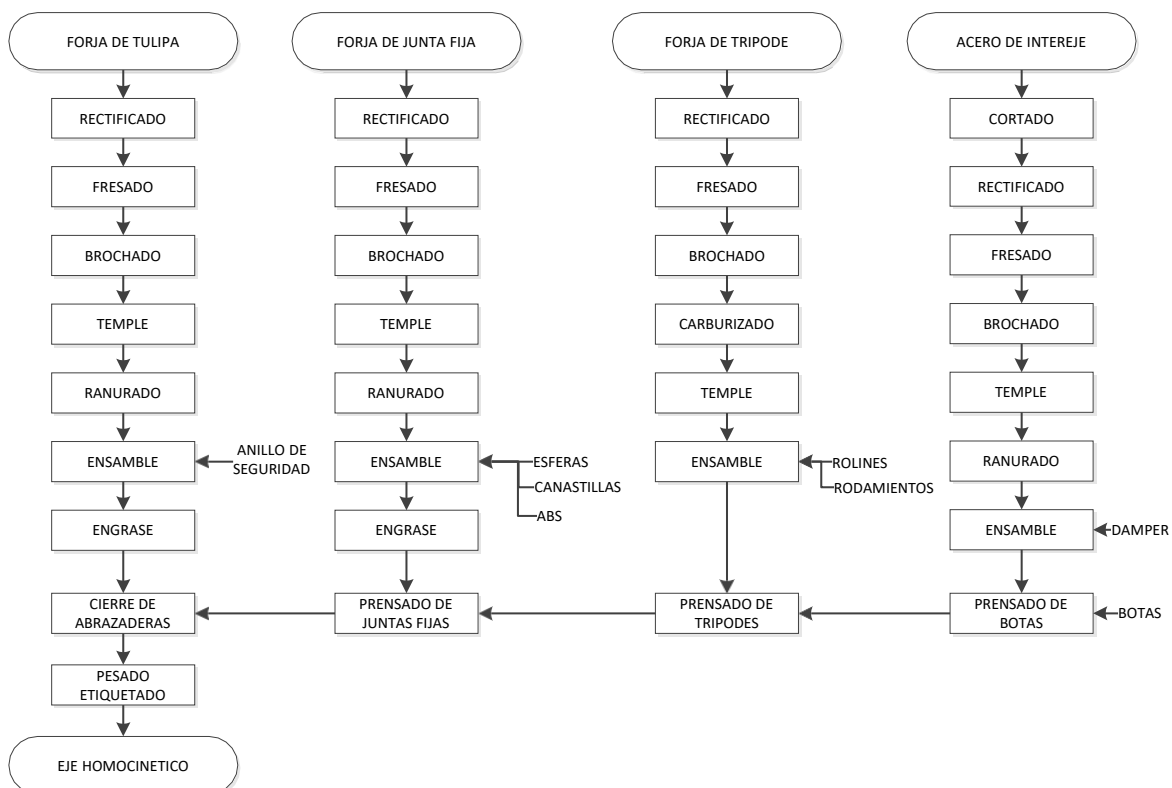 FORJA DE TULIPA
RECTIFICADO
FRESADO
BROCHADO
TEMPLE
RANURADO
ENSAMBLE
ANILLO DE
SEGURIDAD
ENGRASE
CIERRE DE
ABRAZADERAS
PESADO
ETIQUETADO
EJE HOMOCINETICO
FORJA DE JUNTA FIJA
RECTIFICADO
FRESADO
BROCHADO
TEMPLE
RANURADO
ENSAMBLE
ESFERAS
CANASTILLAS
ABS
ENGRASE
PRENSADO DE
JUNTAS FIJAS
FORJA DE TRIPODE
RECTIFICADO
FRESADO
BROCHADO
CARBURIZADO
TEMPLE
ENSAMBLE
ROLINES
RODAMIENTOS
PRENSADO DE
TRIPODES
ACERO DE INTEREJE
CORTADO
RECTIFICADO
FRESADO
BROCHADO
TEMPLE
RANURADO
ENSAMBLE
DAMPER
PRENSADO DE
BOTAS
BOTAS